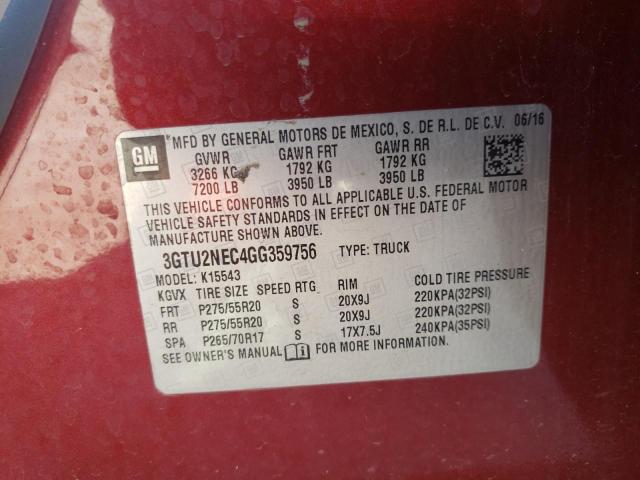 GM
*MFD BY GENERAL MOTORS DE MEXICO, S. DE R.L. DE C.V. 06/16
GVWR GAWR FRT GAWR RR
3266 KG 1792 KG 1792 KG
7200 LB 3950 LB 3950 LB
THIS VEHICLE CONFORMS TO ALL APPLICABLE U.S. FEDERAL MOTOR
VEHICLE SAFETY STANDARDS IN EFFECT ON THE DATE OF
MANUFACTURE SHOWN ABOVE.
3GTU2NEC4GG359756 TYPE: TRUCK
MODEL: K15543
KGVX TIRE SIZE SPEED RTG RIM COLD TIRE PRESSURE
FRT P275/55R20 S 20X9J 220KPA(32PSI)
RR P275/55R20 S 20X9J 220KPA(32PSI)
SPA P265/70R17 S 17X7.5J 240KPA(35PSI)
SEE OWNER'S MANUAL FOR MORE INFORMATION.